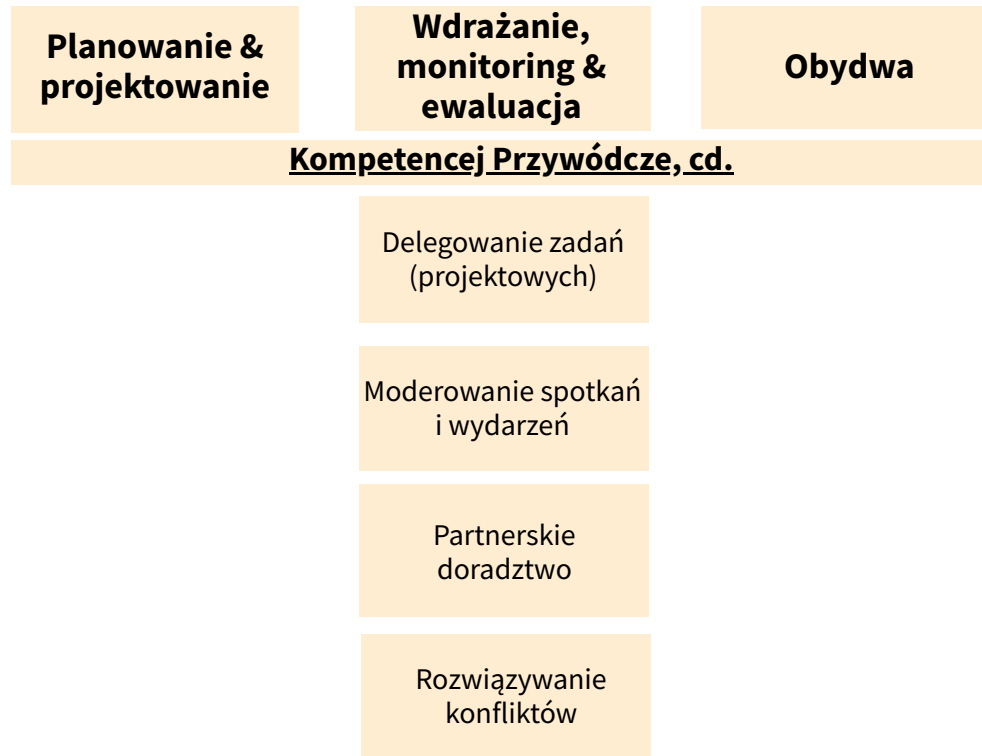 Planowanie &
projektowanie
Wdrażanie,
monitoring &
ewaluacja
Obydwa
Kompetencej Przywódcze, cd.
Delegowanie zadań
(projektowych)
Moderowanie spotkań
i wydarzeń
Partnerskie
doradztwo
Rozwiązywanie
konfliktów